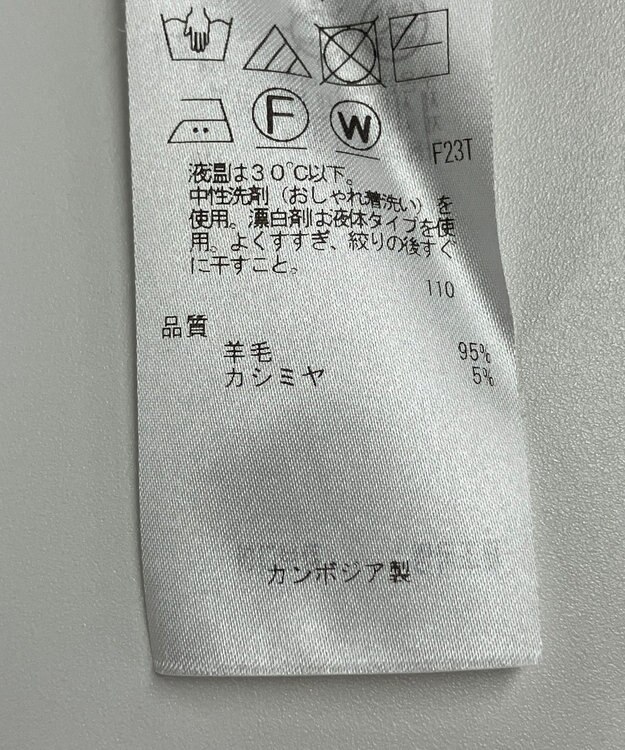 F
W
F23T
液温は30℃以下。
中性洗剤（おしゃれ着洗い）を
使用。漂白剤は液体タイプを使
用。よくすすぎ、絞りの後すぐ
に干すこと。
110
品質
羊毛 95%
カシミヤ 5%
カンボジア製